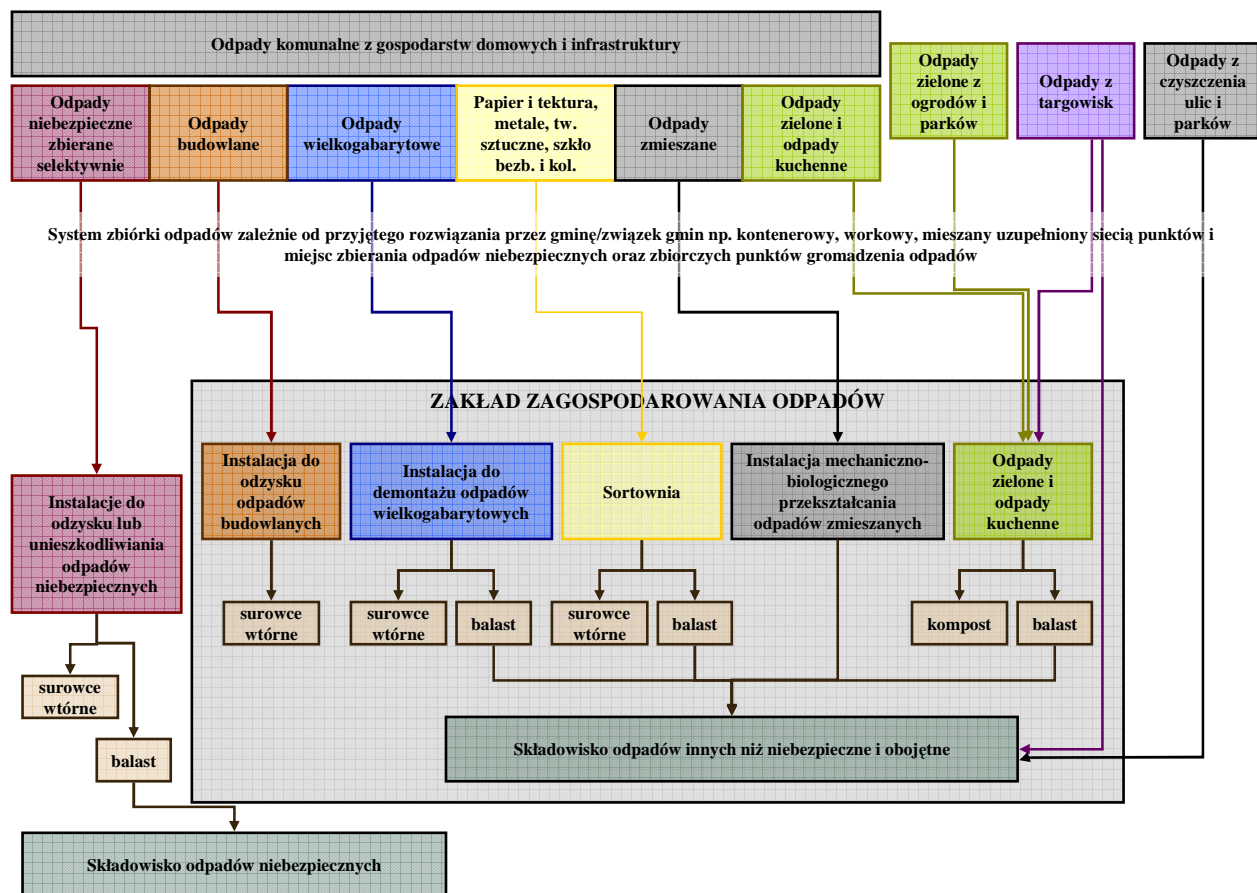 Odpady komunalne z gospodarstw domowych i infrastruktury
Odpady
zielone z
ogrodów i
parków
Odpady z
targowisk
Odpady z
czyszczenia
ulic i
parków
Odpady
niebezpieczne
zbierane
selektywnie
Odpady
budowlane
Odpady
wielkogabarytowe
Papier i tektura,
metale, tw.
sztuczne, szkło
bezb. i kol.
Odpady
zmieszane
Odpady
zielone i
odpady
kuchenne
System zbiórki odpadów zależnie od przyjętego rozwiązania przez gminę/związek gmin np. kontenerowy, workowy, mieszany uzupełniony siecią punktów i
miejsc zbierania odpadów niebezpiecznych oraz zbiorczych punktów gromadzenia odpadów
ZAKŁAD ZAGOSPODAROWANIA ODPADÓW
Instalacje do
odzysku lub
unieszkodliwiania
odpadów
niebezpiecznych
Instalacja do
odzysku
odpadów
budowlanych
Instalacja do
demontażu odpadów
wielkogabarytowych
Sortownia
Instalacja mechaniczno-
biologicznego
przekształcania
odpadów zmieszanych
Odpady
zielone i
odpady
kuchenne
surowce
wtórne
surowce
wtórne
balast
surowce
wtórne
balast
kompost
balast
surowce
wtórne
balast
Składowisko odpadów innych niż niebezpieczne i obojętne
Składowisko odpadów niebezpiecznych